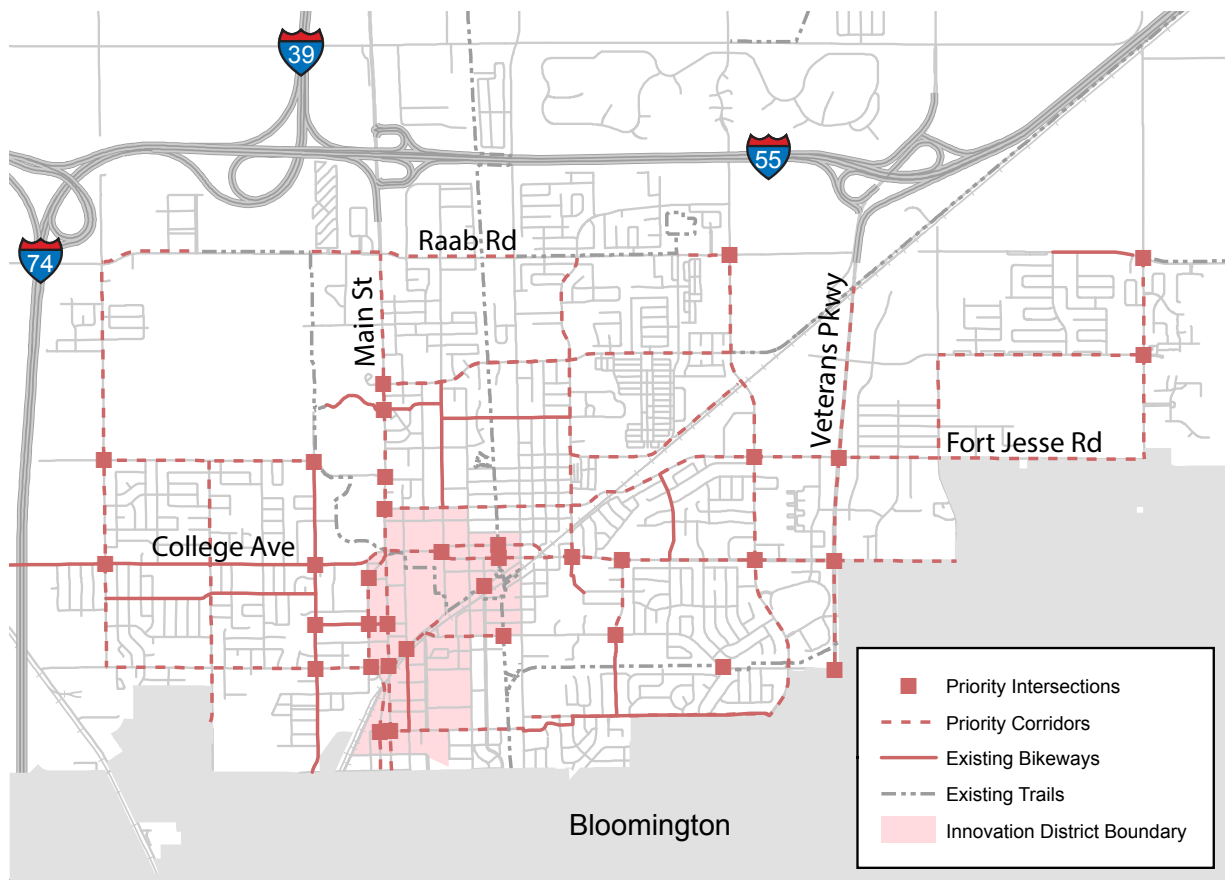 39
55
Raab Rd
74
Main St
Veterans Pkwy
Fort Jesse Rd
College Ave
Priority Intersections
Priority Corridors
Existing Bikeways
Existing Trails
Innovation District Boundary
Bloomington